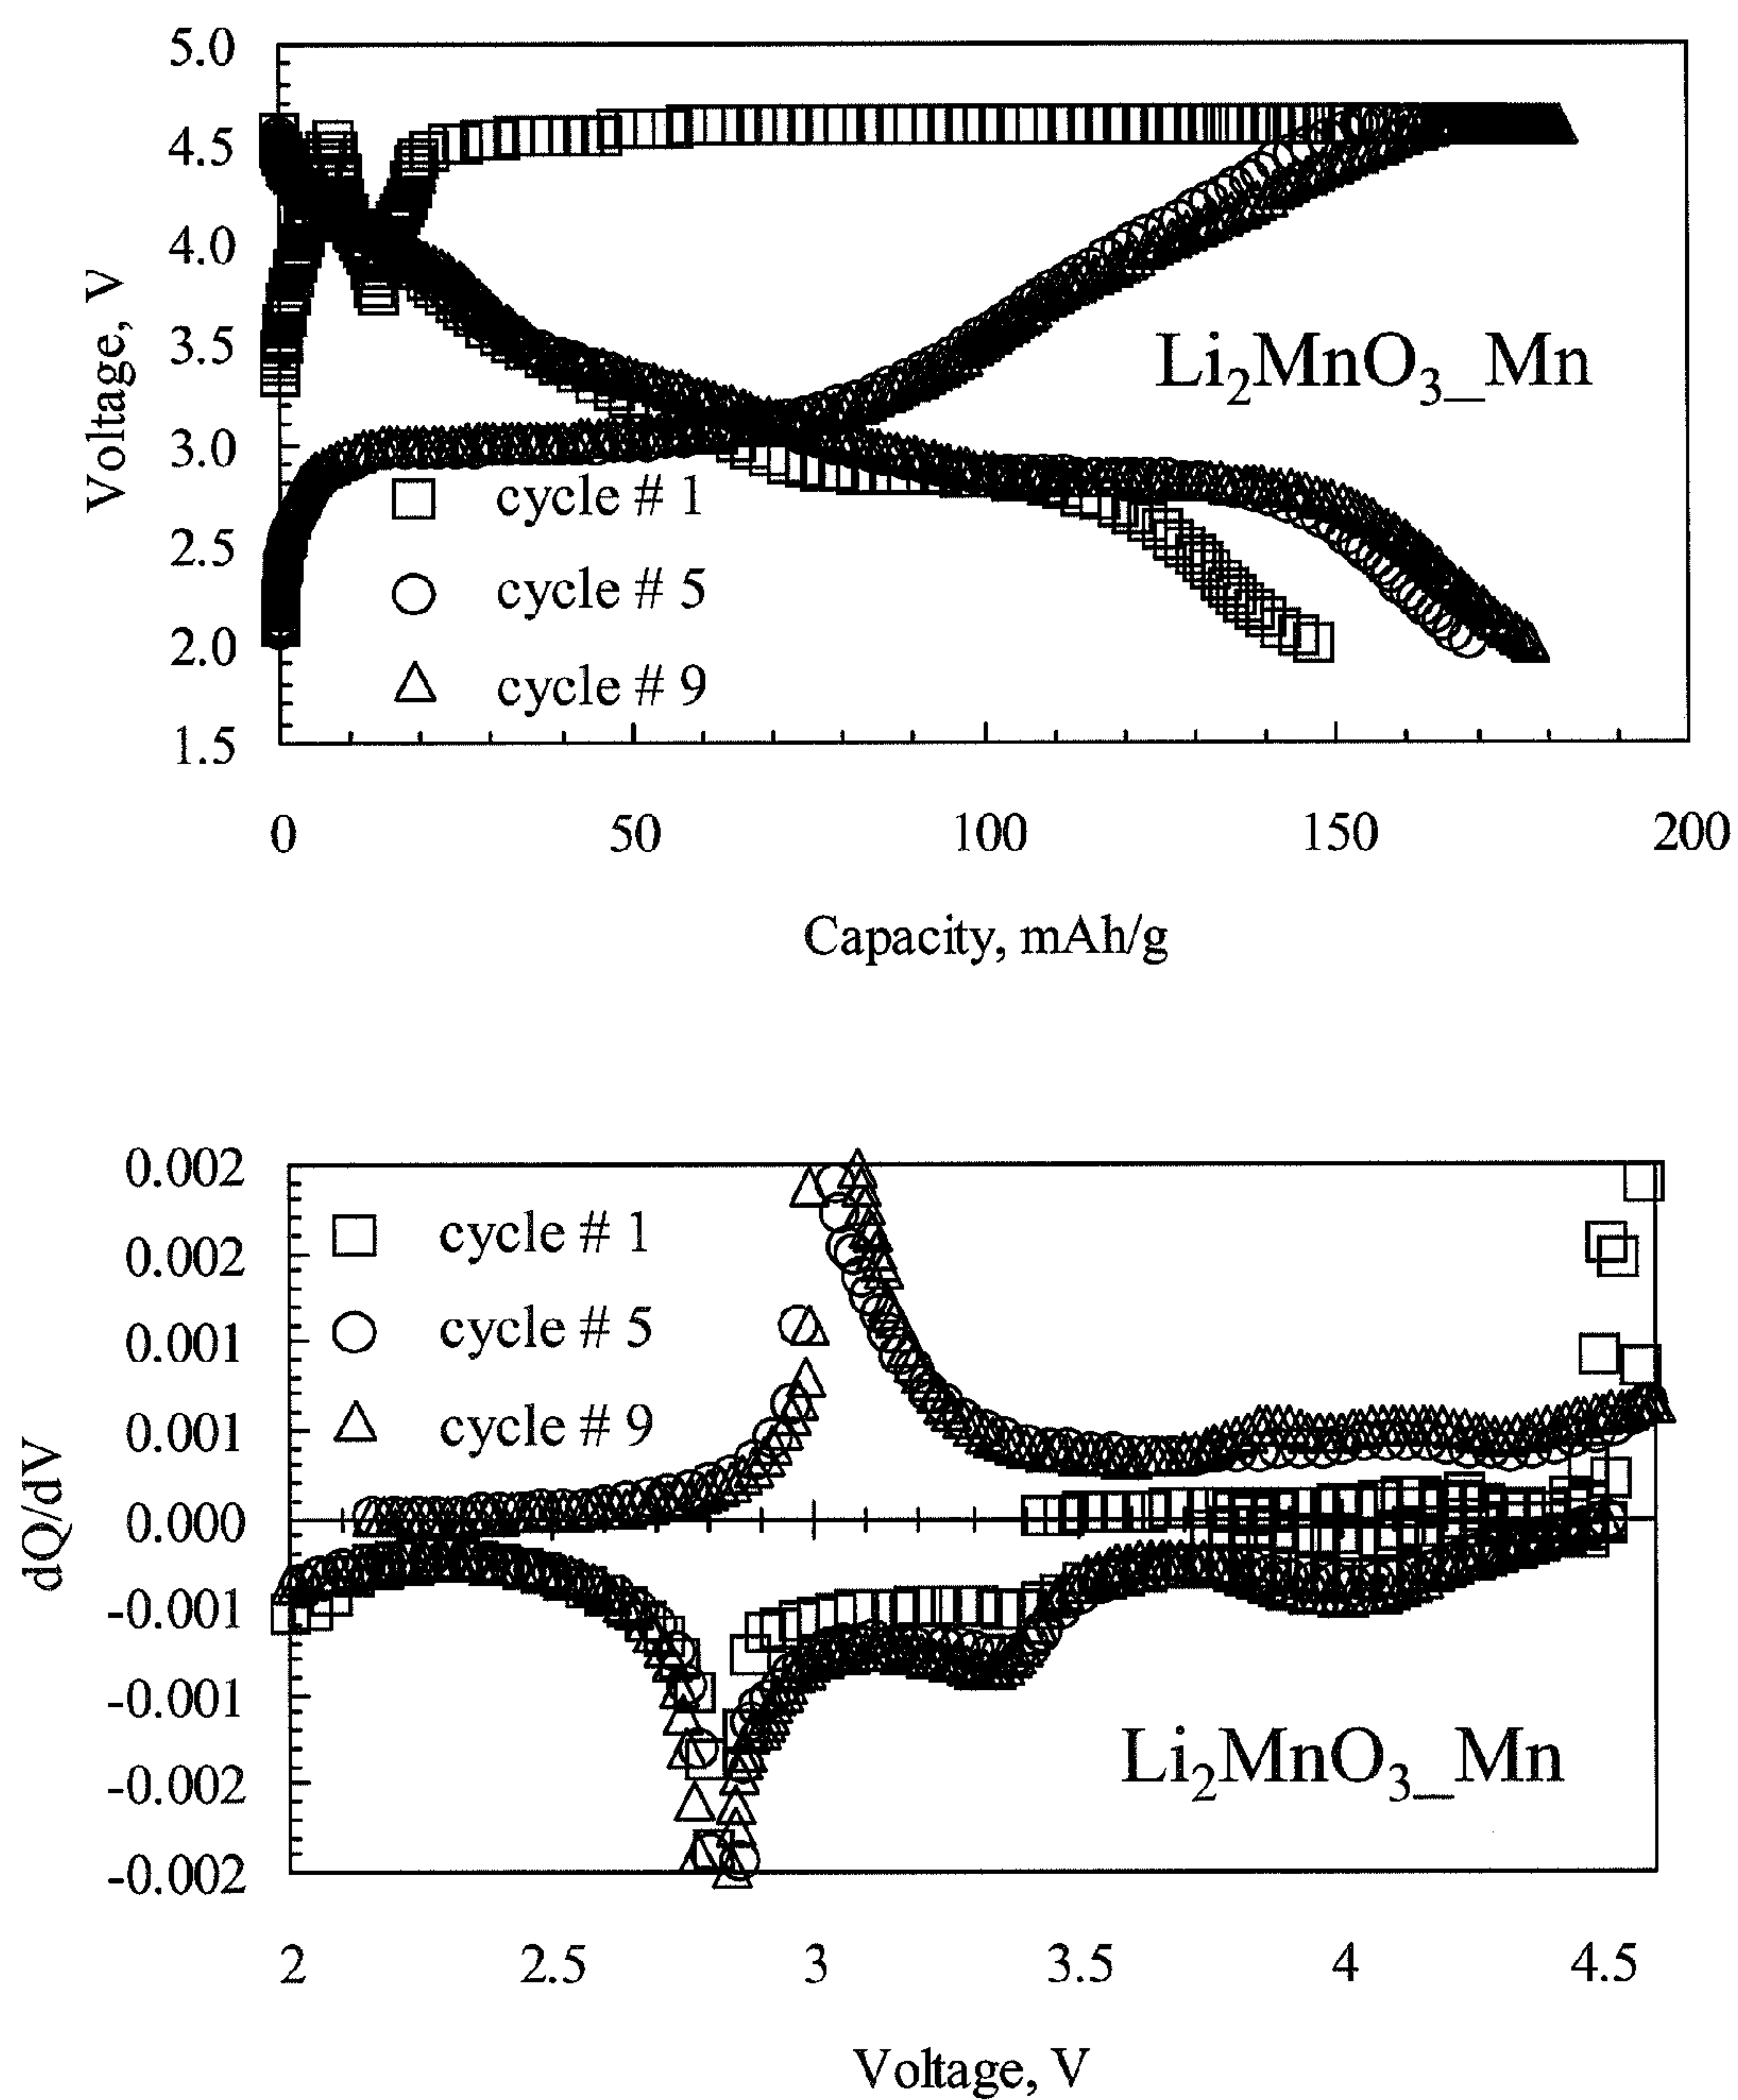 5.0
4.5
4.0
3.5
3.0
2.5
2.0
1.5
Voltage, V
Li₂MnO₃_Mn
cycle # 1
cycle # 5
cycle # 9
0 50 100 150 200
Capacity, mAh/g
0.002
0.002
0.001
0.001
0.000
-0.001
-0.001
-0.002
-0.002
dQ/dV
cycle # 1
cycle # 5
cycle # 9
Li₂MnO₃_Mn
2 2.5 3 3.5 4 4.5
Voltage, V